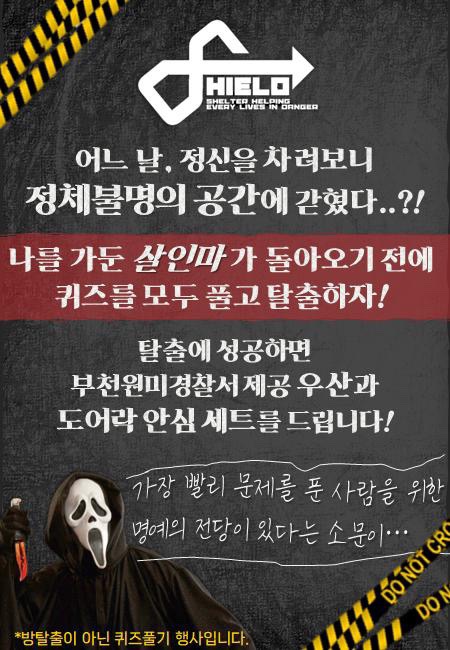 SHIELD
SHELTER HELPING
EVERY LIVES IN DANGER
어느 날, 정신을 차려보니
정체불명의 공간에 갇혔다..?!
나를 가둔 살인마가 돌아오기 전에
퀴즈를 모두 풀고 탈출하자!
탈출에 성공하면
부천원미경찰서 제공 우산과
도어락 안심 세트를 드립니다!
가장 빨리 문제를 푼 사람을 위한
명예의 전당이 있다는 소문이...
DO NOT CRO
DO N
*방탈출이 아닌 퀴즈풀기 행사입니다.